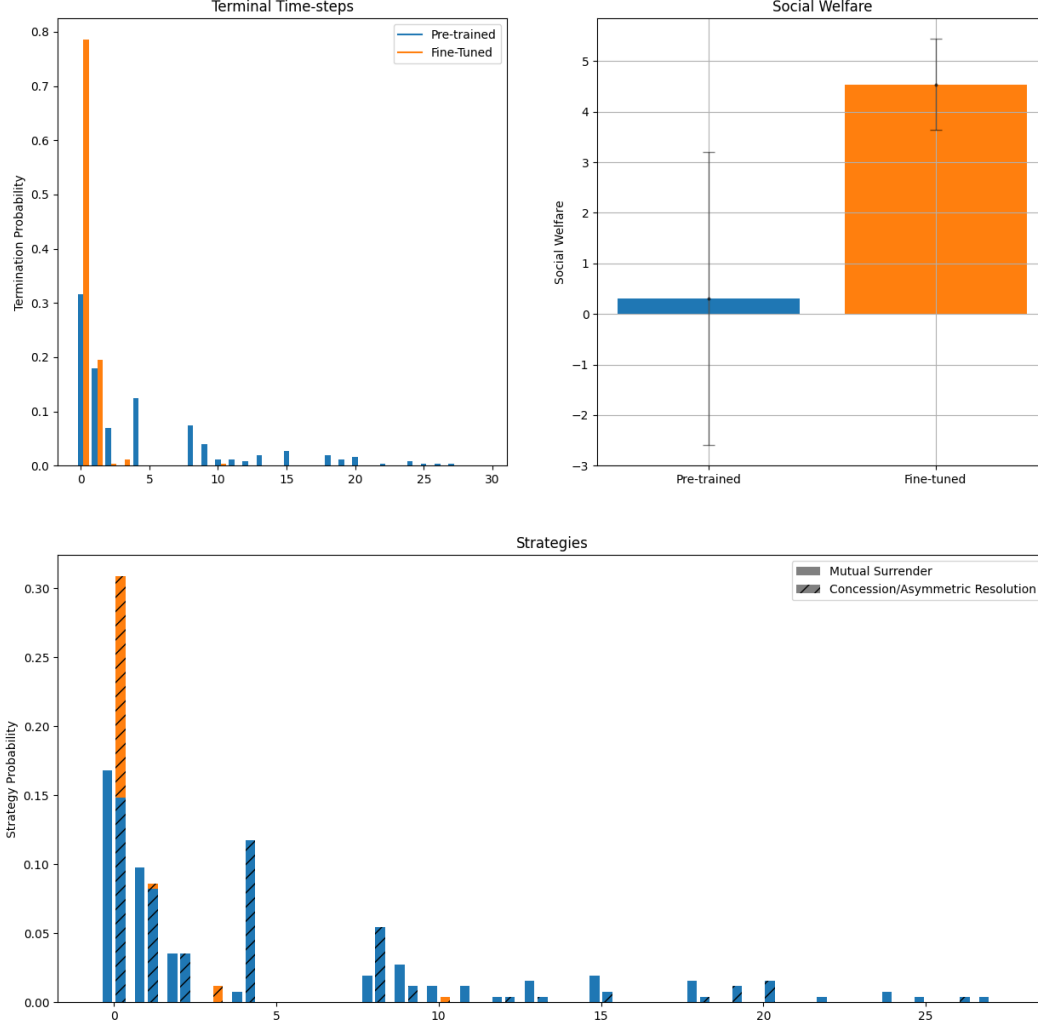 Terminal Time-steps
Termination Probability
0.8
0.7
0.6
0.5
0.4
0.3
0.2
0.1
0.0
0 5 10 15 20 25 30
Pre-trained
Fine-Tuned
Social Welfare
Social Welfare
5
4
3
2
1
0
−1
−2
−3
Pre-trained Fine-tuned
Strategies
Strategy Probability
0.30
0.25
0.20
0.15
0.10
0.05
0.00
0 5 10 15 20 25
Mutual Surrender
Concession/Asymmetric Resolution